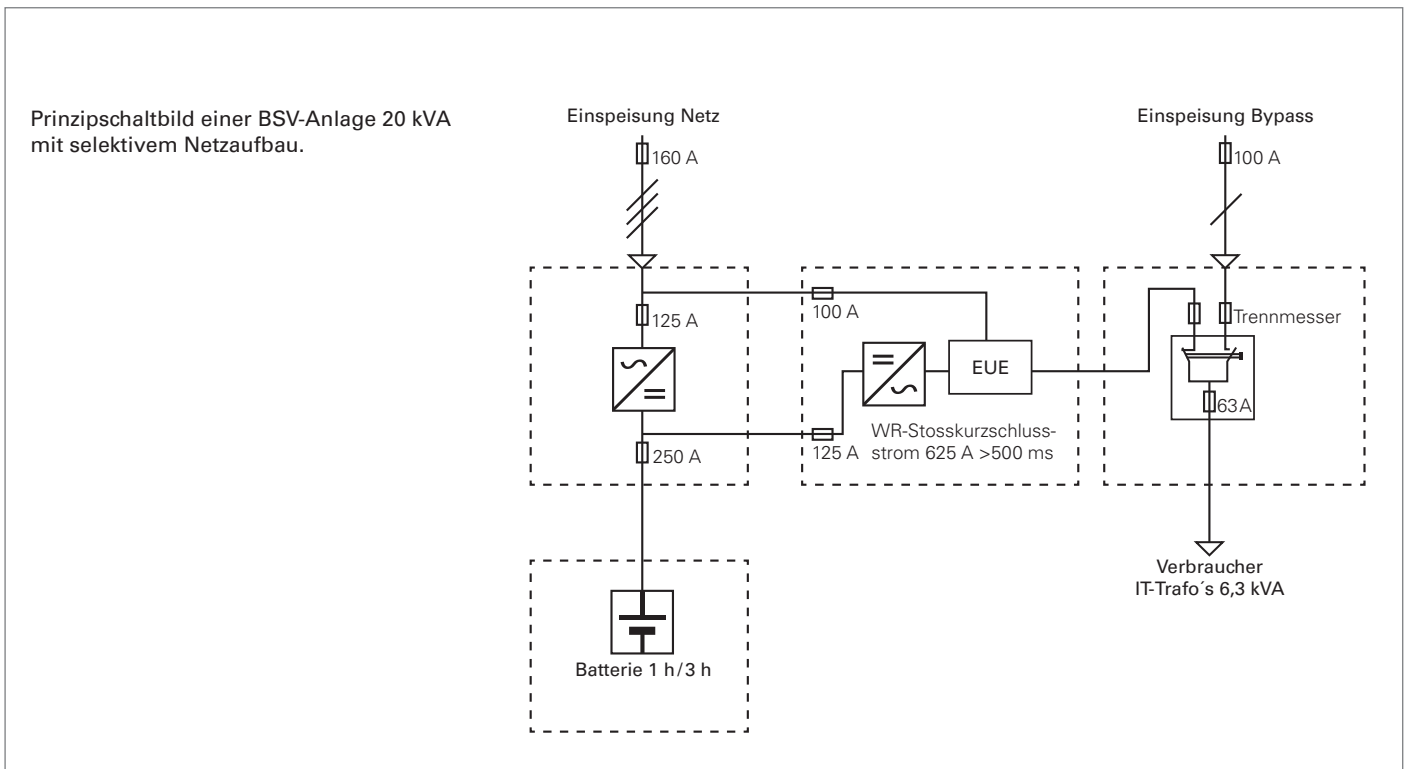 Prinzipschaltbild einer BSV-Anlage 20 kVA
mit selektivem Netzaufbau.
Einspeisung Netz
160 A
Einspeisung Bypass
100 A
125 A
100 A
EUE
Trennmesser
63 A
250 A
125 A
WR-Stosskurzschluss-
strom 625 A >500 ms
Batterie 1 h/3 h
Verbraucher
IT-Trafo´s 6,3 kVA